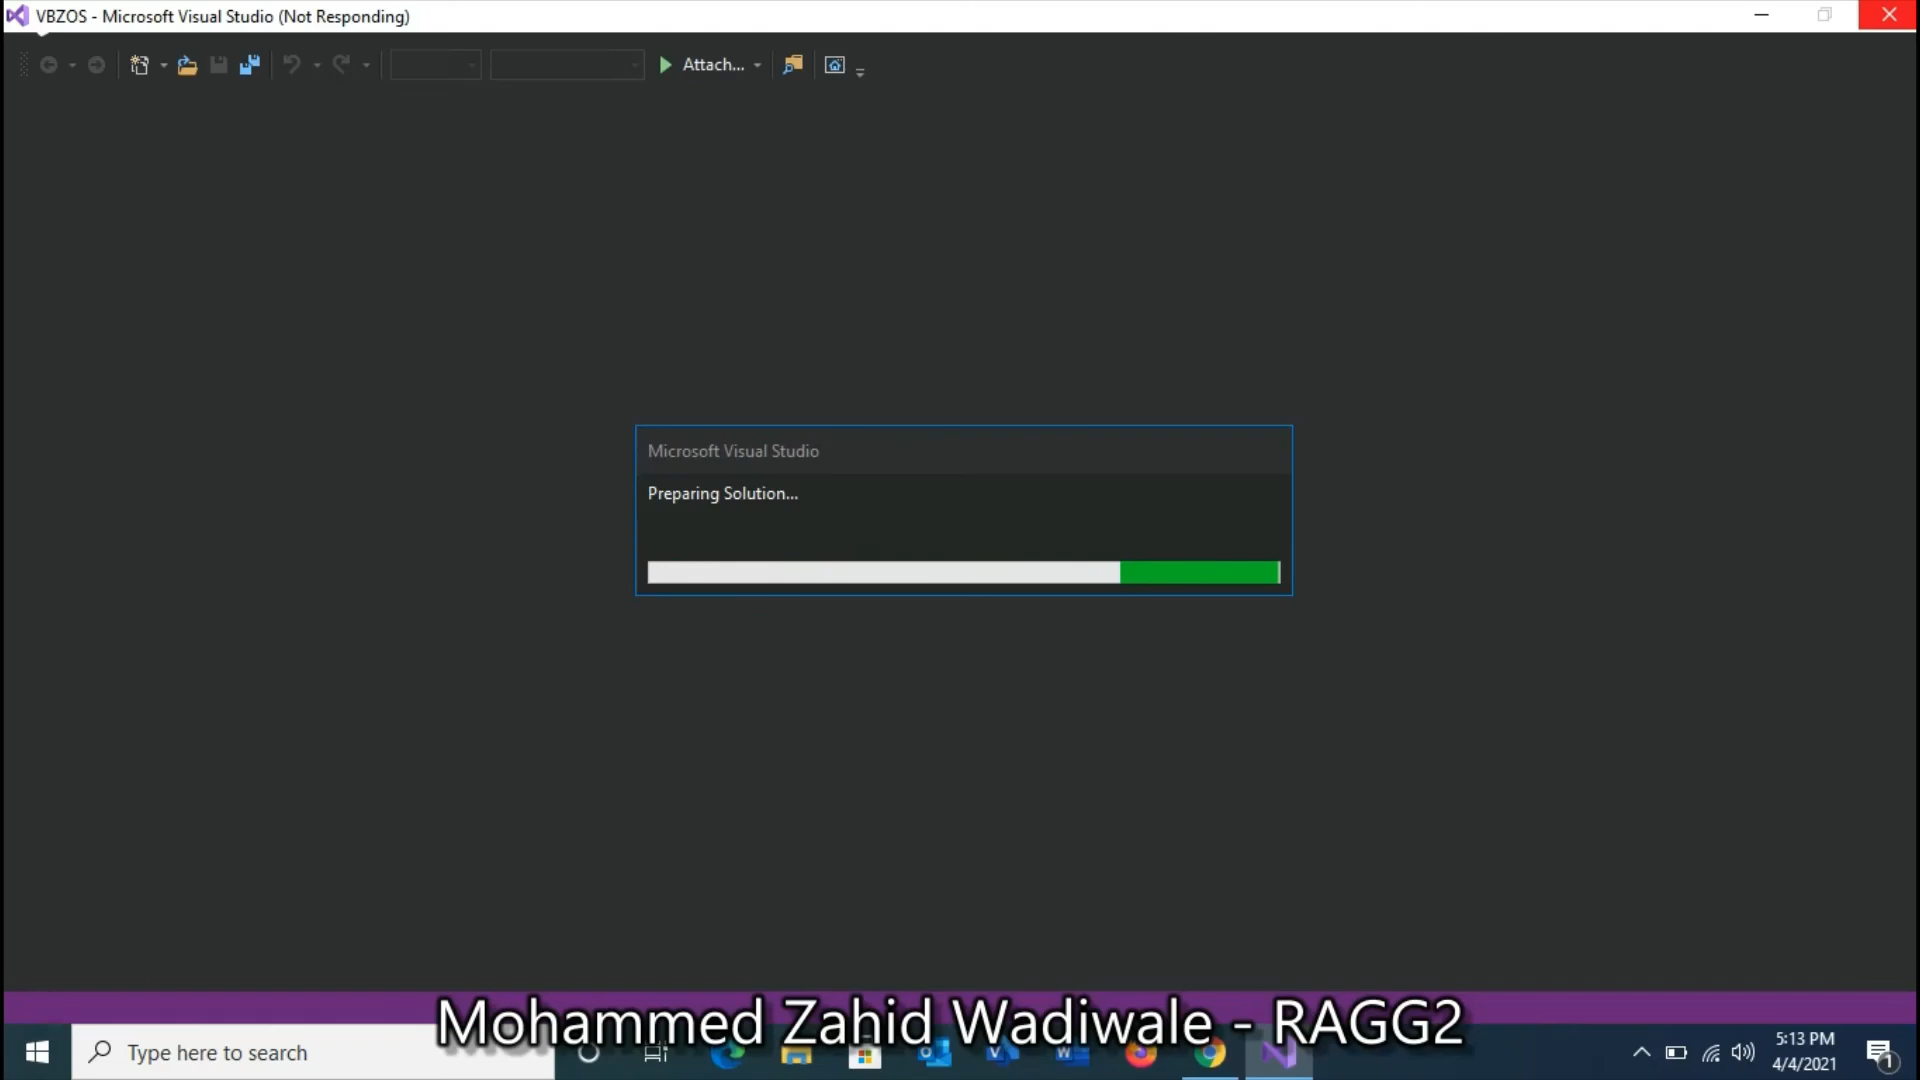 VBZOS - Microsoft Visual Studio (Not Responding)
Attach...
Microsoft Visual Studio
Preparing Solution...
Mohammed Zahid Wadiwale - RAGG2
Type here to search
5:13 PM
4/4/2021
1